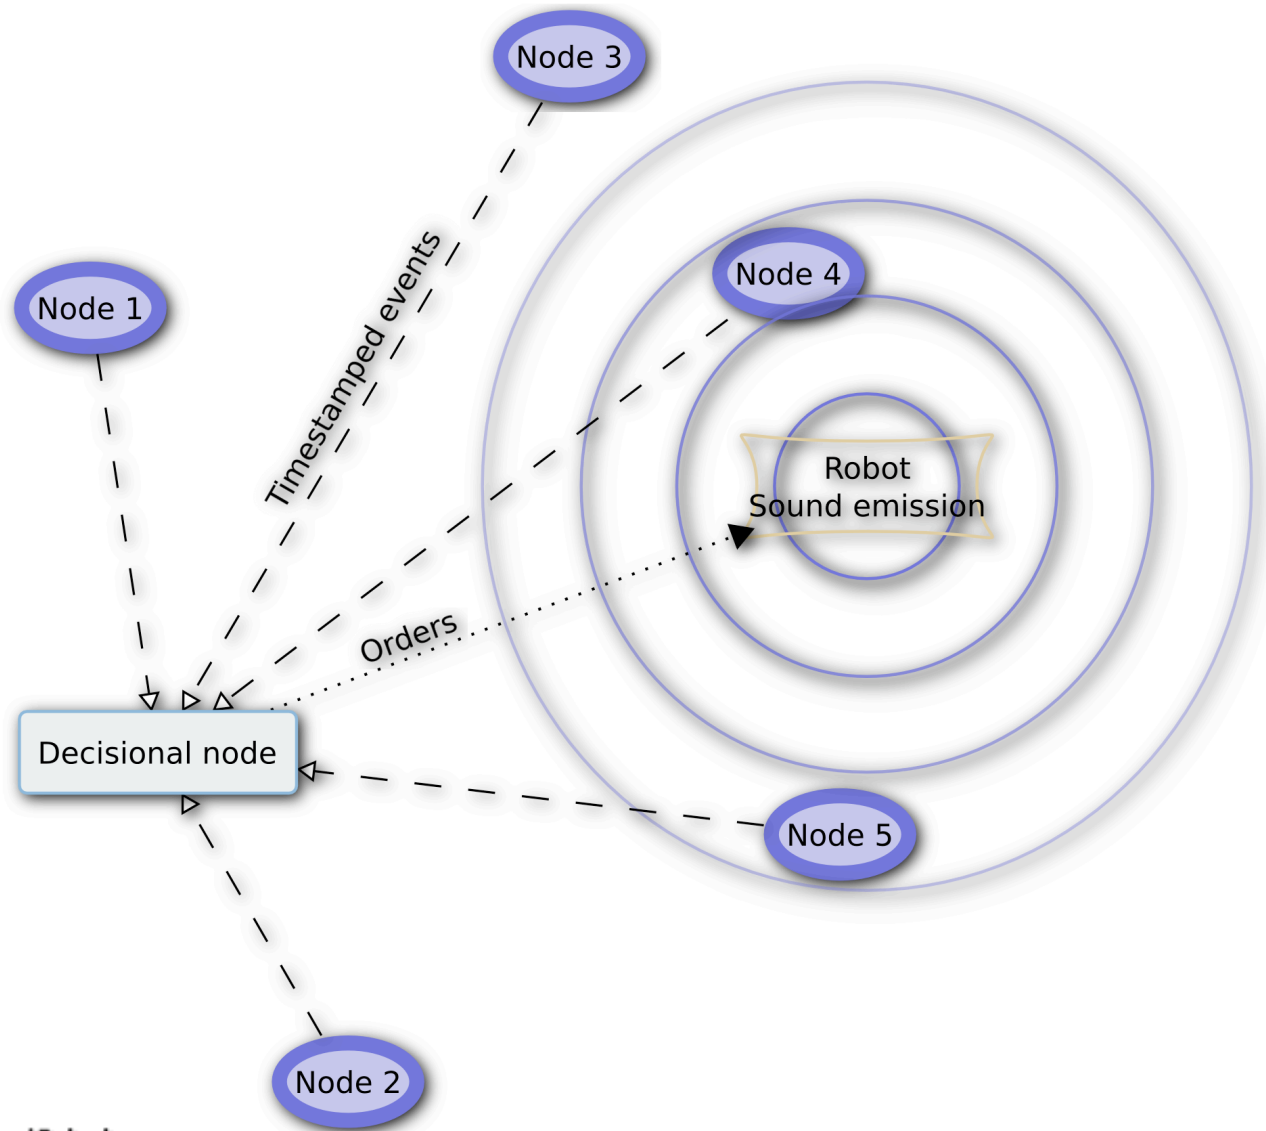 Node 3
Node 4
Node 1
Timestamped events
Robot
Sound emission
Orders
Decisional node
Node 5
Node 2